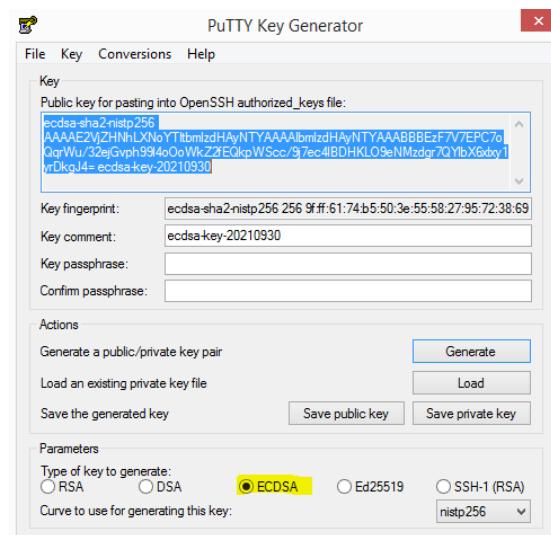 PuTTY Key Generator
File Key Conversions Help
Key
Public key for pasting into OpenSSH authorized_keys file:
ecdsa-sha2-nistp256
AAAAE2VjZHNhLXNoYTItbmlzdHAyNTYAAAAIbmlzdHAyNTYAAABBBEzF7V7EPC7o
QqrWu/32ejGvph99I4oOoWkZ2fEQkpWScc/9j7ec4IBDHKLO9eNMzdgr7QYlbX6xlxy1
yrDkgJ4= ecdsa-key-20210930
Key fingerprint: ecdsa-sha2-nistp256 256 9f:ff:61:74:b5:50:3e:55:58:27:95:72:38:69
Key comment: ecdsa-key-20210930
Key passphrase:
Confirm passphrase:
Actions
Generate a public/private key pair Generate
Load an existing private key file Load
Save the generated key Save public key Save private key
Parameters
Type of key to generate:
RSA DSA ECDSA Ed25519 SSH-1 (RSA)
Curve to use for generating this key: nistp256